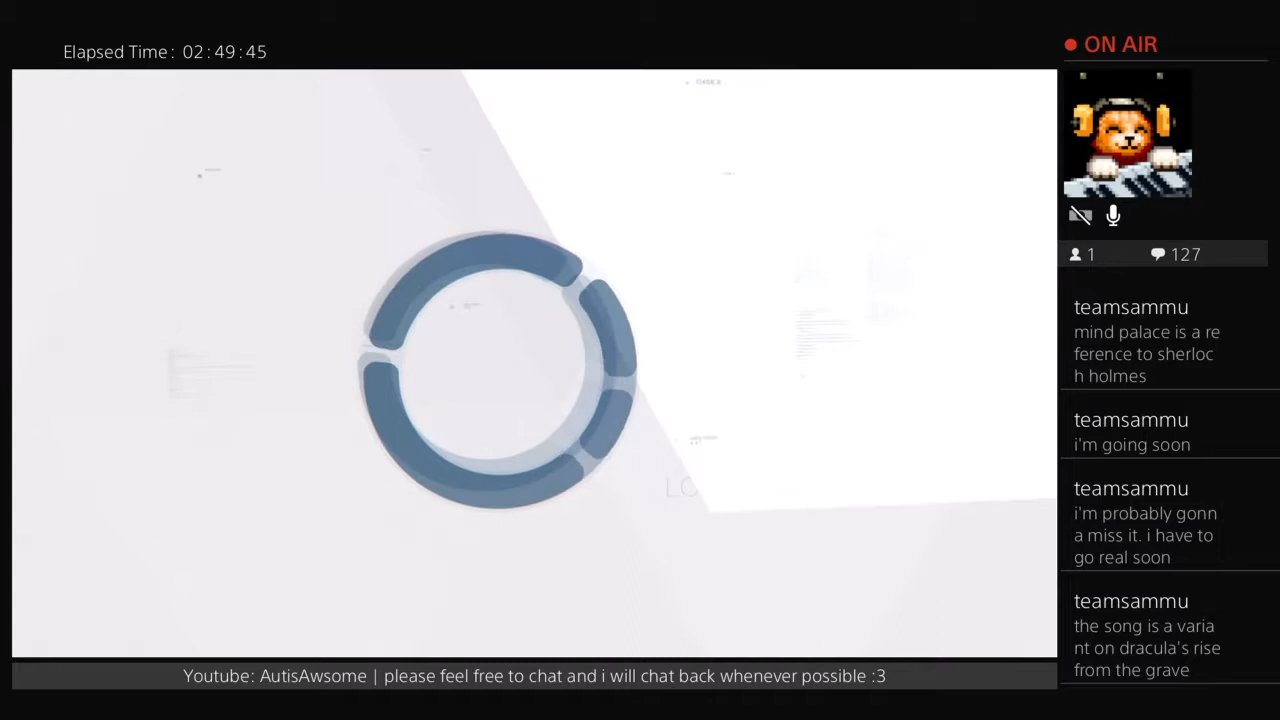 Elapsed Time: 02:49:45
ON AIR
1 127
teamsammu
mind palace is a re
ference to sherloc
h holmes
teamsammu
i'm going soon
teamsammu
i'm probably gonn
a miss it. i have to
go real soon
teamsammu
the song is a varia
nt on dracula's rise
from the grave
LO
Youtube: AutisAwsome | please feel free to chat and i will chat back whenever possible :3